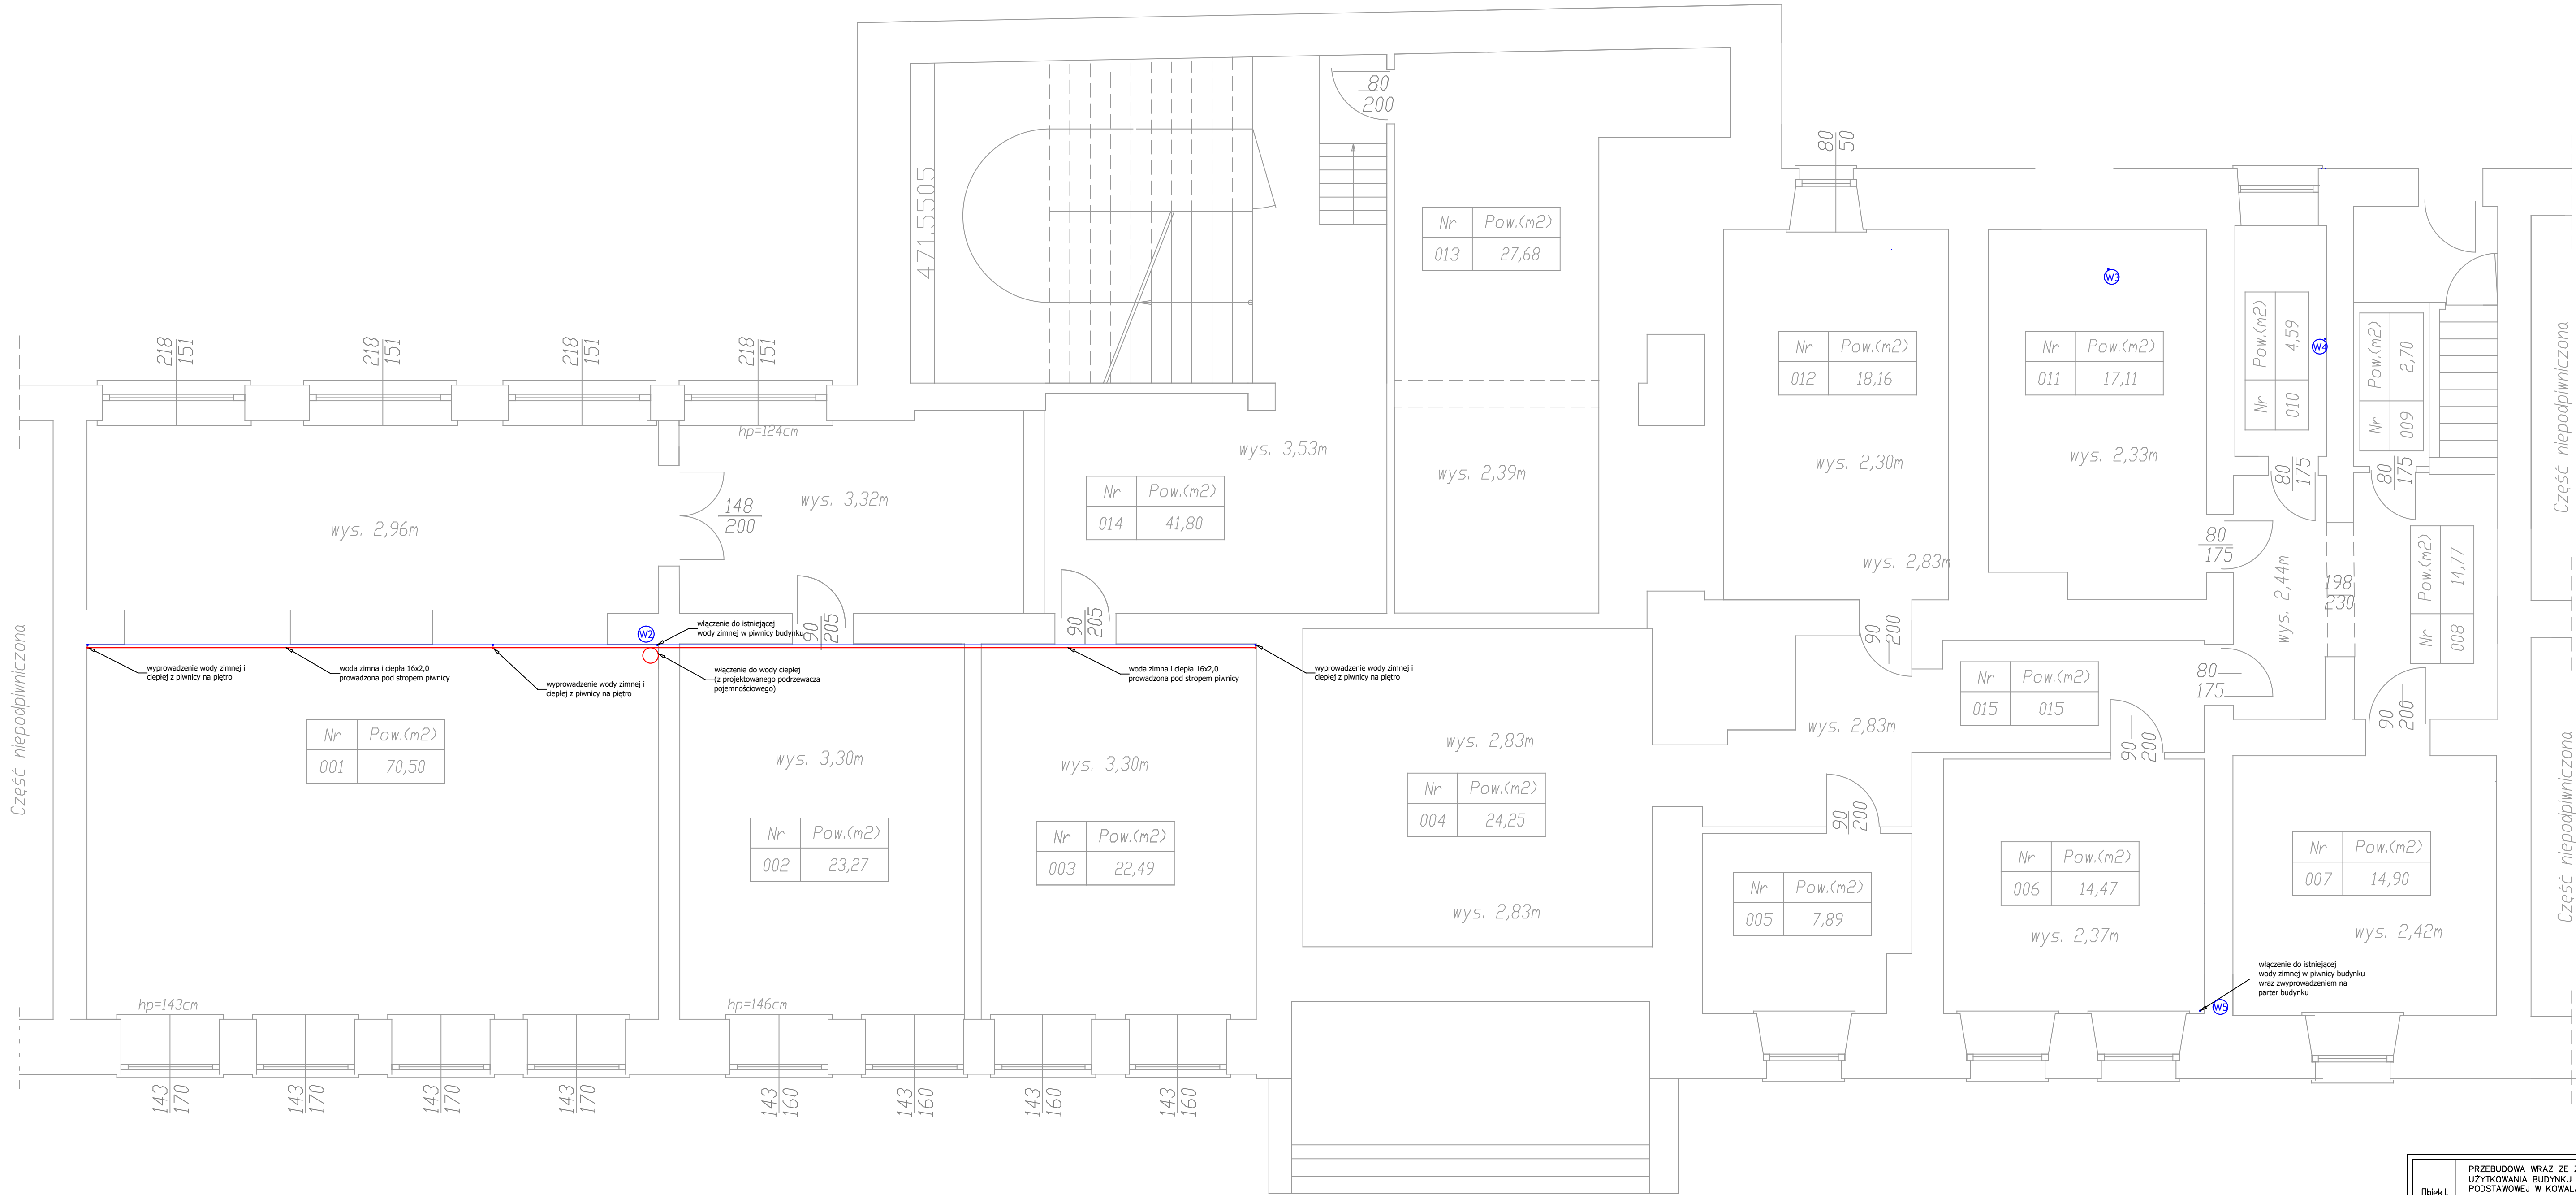 80
200
80
50
471,5505
Nr Pow.(m2)
013 27,68
218
151
218
151
218
151
218
151
hp=124cm
Nr Pow.(m2)
012 18,16
Nr Pow.(m2)
011 17,11
W3
Nr Pow.(m2)
010 4,59
W4
Nr Pow.(m2)
009 2,70
Część niepodpiwniczona
wys. 3,53m
wys. 2,39m
wys. 2,30m
wys. 2,33m
80
175
80
175
wys. 2,96m
148
200
wys. 3,32m
Nr Pow.(m2)
014 41,80
wys. 2,83m
80
175
wys. 2,44m
198
230
Nr Pow.(m2)
008 14,77
90
205
90
205
90
200
W2
włączenie do istniejącej
wody zimnej w piwnicy budynku
wyprowadzenie wody zimnej i
ciepłej z piwnicy na piętro
woda zimna i ciepła 16x2,0
prowadzona pod stropem piwnicy
wyprowadzenie wody zimnej i
ciepłej z piwnicy na piętro
włączenie do wody ciepłej
(z projektowanego podrzewacza
pojemnościowego)
woda zimna i ciepła 16x2,0
prowadzona pod stropem piwnicy
wyprowadzenie wody zimnej i
ciepłej z piwnicy na piętro
Nr Pow.(m2)
015 015
80
175
90
200
90
200
Część niepodpiwniczona
Nr Pow.(m2)
001 70,50
wys. 3,30m
wys. 3,30m
wys. 2,83m
wys. 2,83m
Nr Pow.(m2)
002 23,27
Nr Pow.(m2)
003 22,49
Nr Pow.(m2)
004 24,25
90
200
Nr Pow.(m2)
005 7,89
Nr Pow.(m2)
006 14,47
Nr Pow.(m2)
007 14,90
Część niepodpiwniczona
wys. 2,83m
wys. 2,37m
wys. 2,42m
włączenie do istniejącej
wody zimnej w piwnicy budynku
wraz zwyprowadzeniem na
parter budynku
W5
hp=143cm
hp=146cm
143
170
143
170
143
170
143
170
143
160
143
160
143
160
143
160
Obiekt
PRZEBUDOWA WRAZ ZE
UŻYTKOWANIA BUDYNKU
PODSTAWOWEJ W